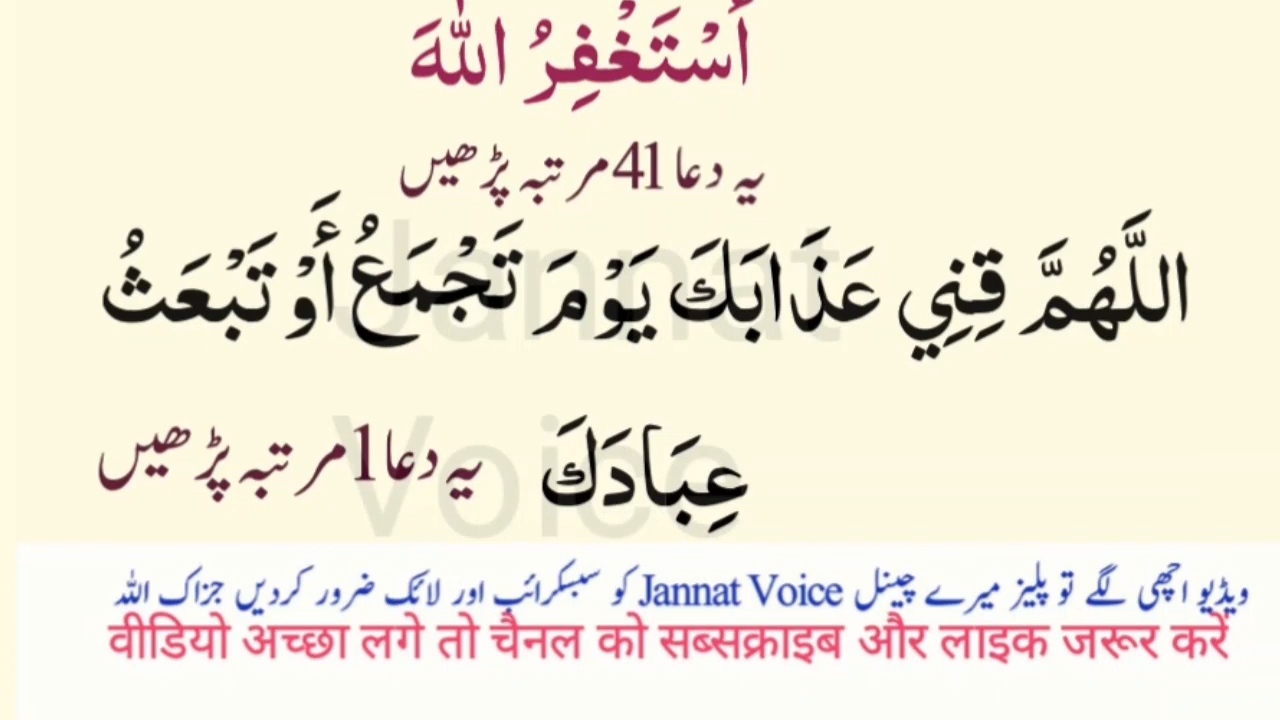 أَسْتَغْفِرُ اللّٰهَ
یہ دعا 41 مرتبہ پڑھیں
اللَّهُمَّ قِنِي عَذَابَكَ يَوْمَ تَجْمَعُ أَوْ تَبْعَثُ
عِبَادَكَ یہ دعا 1 مرتبہ پڑھیں
Jannat
Voice
ویڈیو اچھی لگے تو پلیز میرے چینل Jannat Voice کو سبسکرائب اور لائک ضرور کردیں جزاک اللہ
वीडियो अच्छा लगे तो चैनल को सब्सक्राइब और लाइक जरूर करें